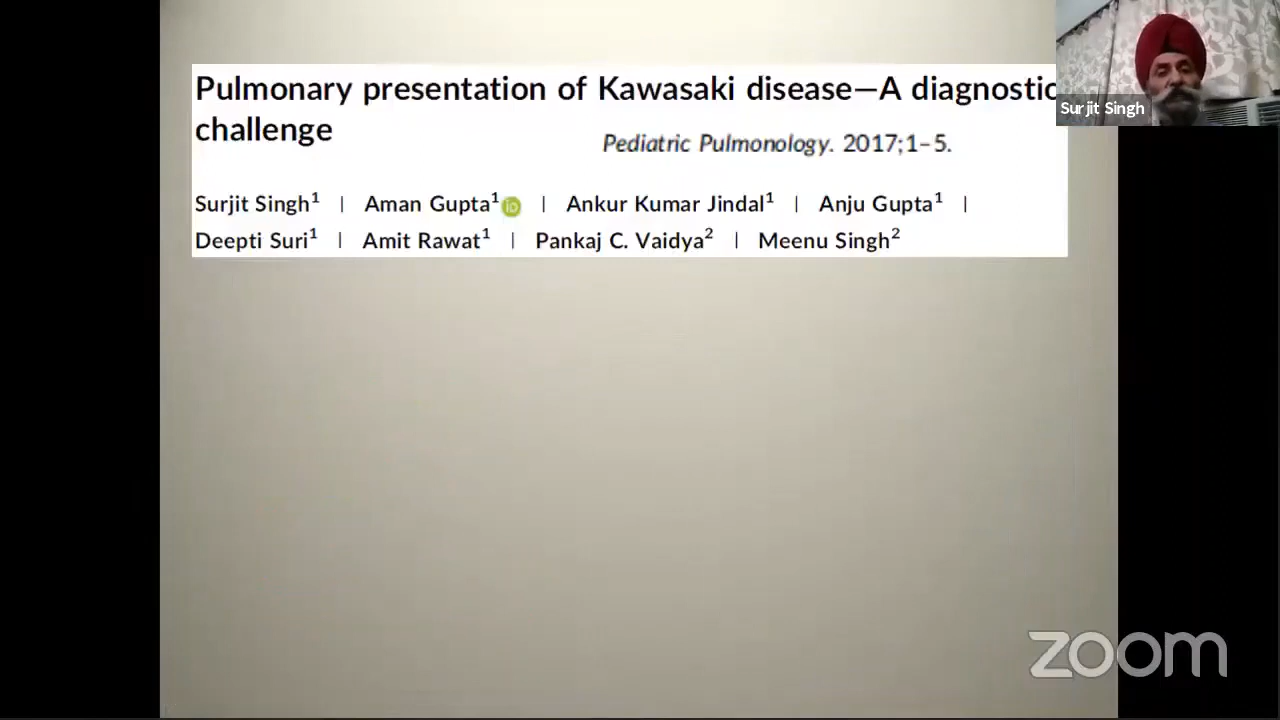 Pulmonary presentation of Kawasaki disease—A diagnostic
challenge
Pediatric Pulmonology. 2017;1–5.
Surjit Singh1 | Aman Gupta1 iD | Ankur Kumar Jindal1 | Anju Gupta1 |
Deepti Suri1 | Amit Rawat1 | Pankaj C. Vaidya2 | Meenu Singh2
Surjit Singh
zoom